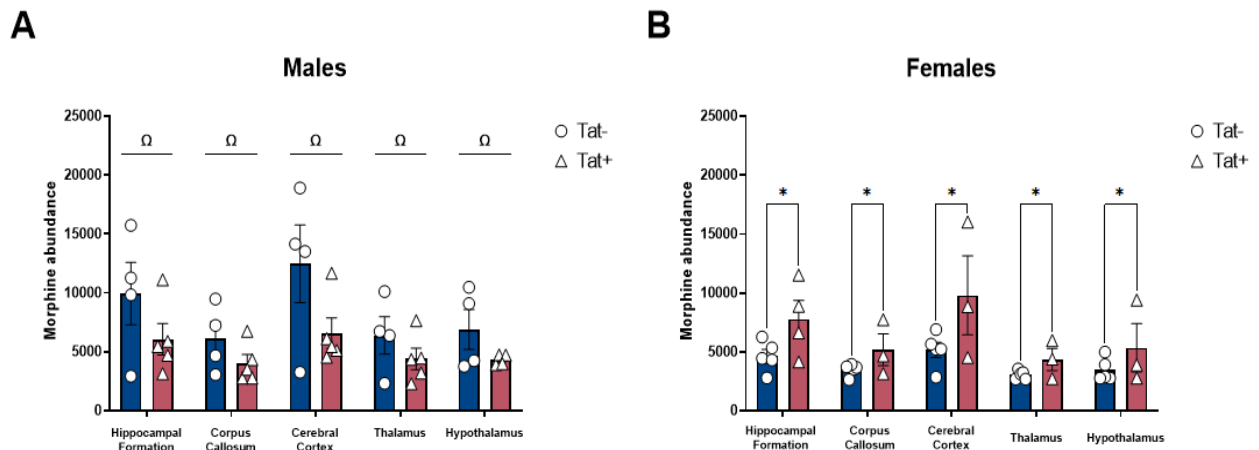 A
Males
Morphine abundance
25000
20000
15000
10000
5000
0
Ω Ω Ω Ω Ω
Tat-
Tat+
Hippocampal
Formation
Corpus
Callosum
Cerebral
Cortex
Thalamus
Hypothalamus
B
Females
Morphine abundance
25000
20000
15000
10000
5000
0
* * * * *
Tat-
Tat+
Hippocampal
Formation
Corpus
Callosum
Cerebral
Cortex
Thalamus
Hypothalamus